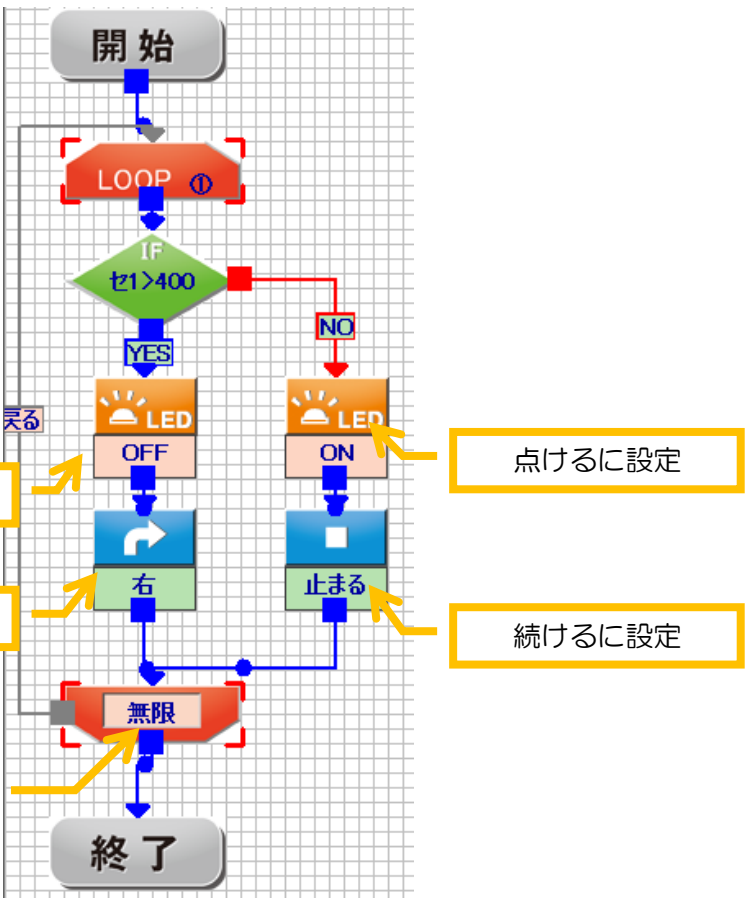 開始
LOOP ①
IF
セ1>400
NO
YES
戻る
LED
LED
OFF
ON
点けるに設定
右
止まる
続けるに設定
無限
終了